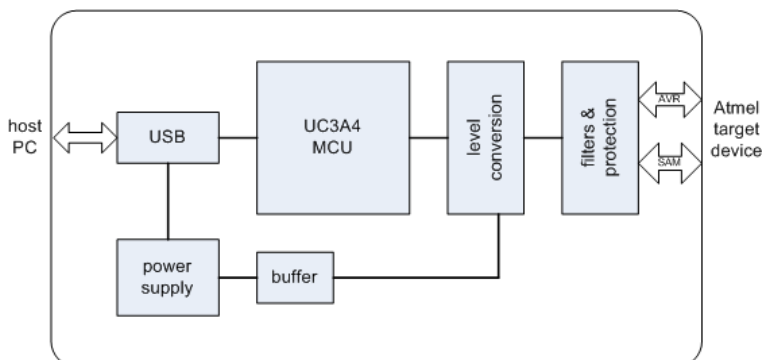 host
PC
USB
UC3A4
MCU
level
conversion
filters &
protection
AVR
SAM
Atmel
target
device
power
supply
buffer